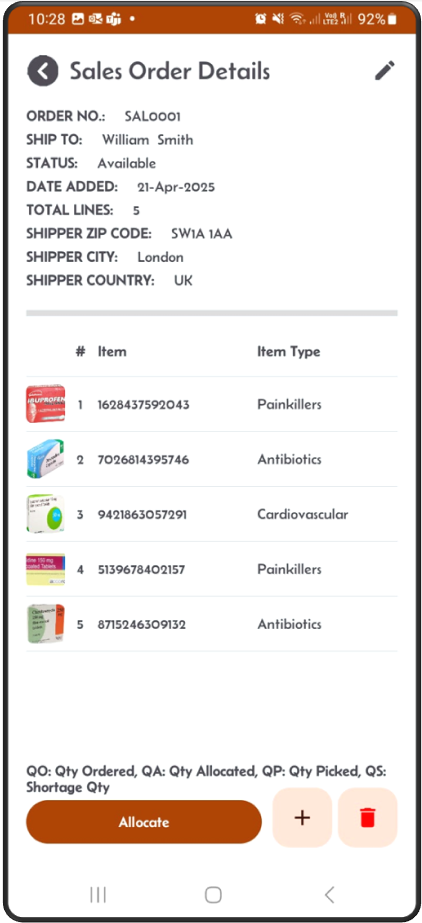 10:28 92%
Sales Order Details
ORDER NO.: SAL0001
SHIP TO: William Smith
STATUS: Available
DATE ADDED: 21-Apr-2025
TOTAL LINES: 5
SHIPPER ZIP CODE: SW1A 1AA
SHIPPER CITY: London
SHIPPER COUNTRY: UK
# Item Item Type
IBUPROFEN
1 1628437592043 Painkillers
2 7026814395746 Antibiotics
3 9421863057291 Cardiovascular
4 5139678402157 Painkillers
5 8715246309132 Antibiotics
QO: Qty Ordered, QA: Qty Allocated, QP: Qty Picked, QS:
Shortage Qty
Allocate +